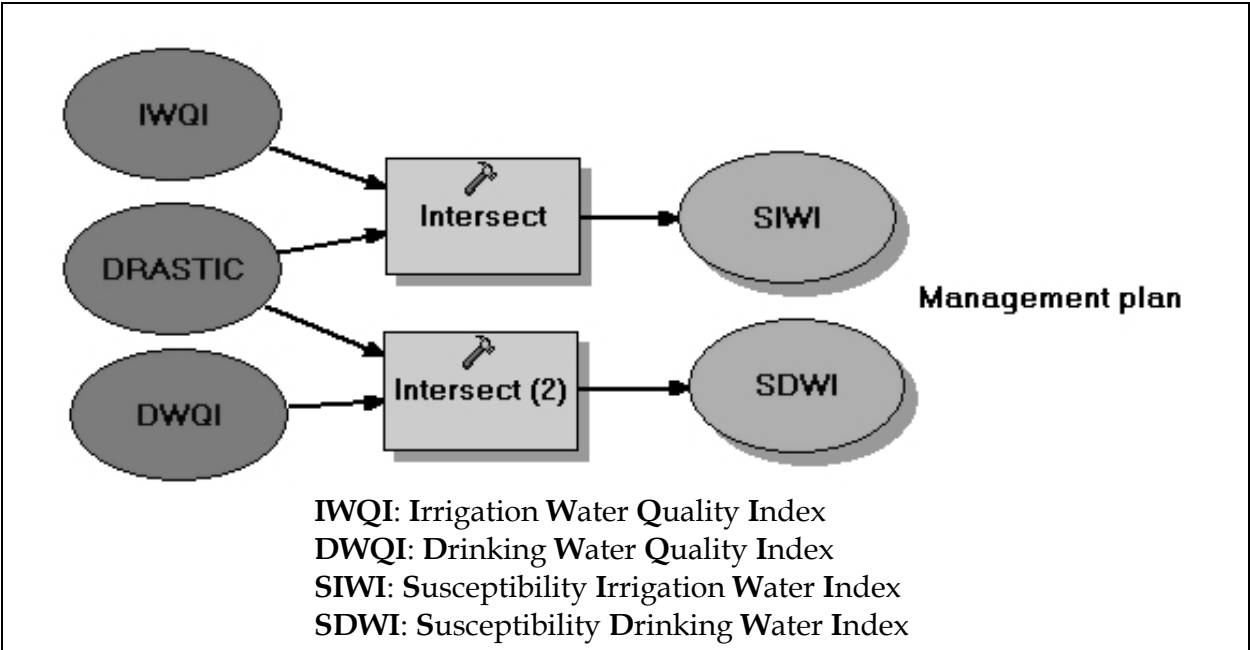 IWQI
Intersect
SIWI
DRASTIC
Management plan
Intersect (2)
SDWI
DWQI
IWQI: Irrigation Water Quality Index
DWQI: Drinking Water Quality Index
SIWI: Susceptibility Irrigation Water Index
SDWI: Susceptibility Drinking Water Index